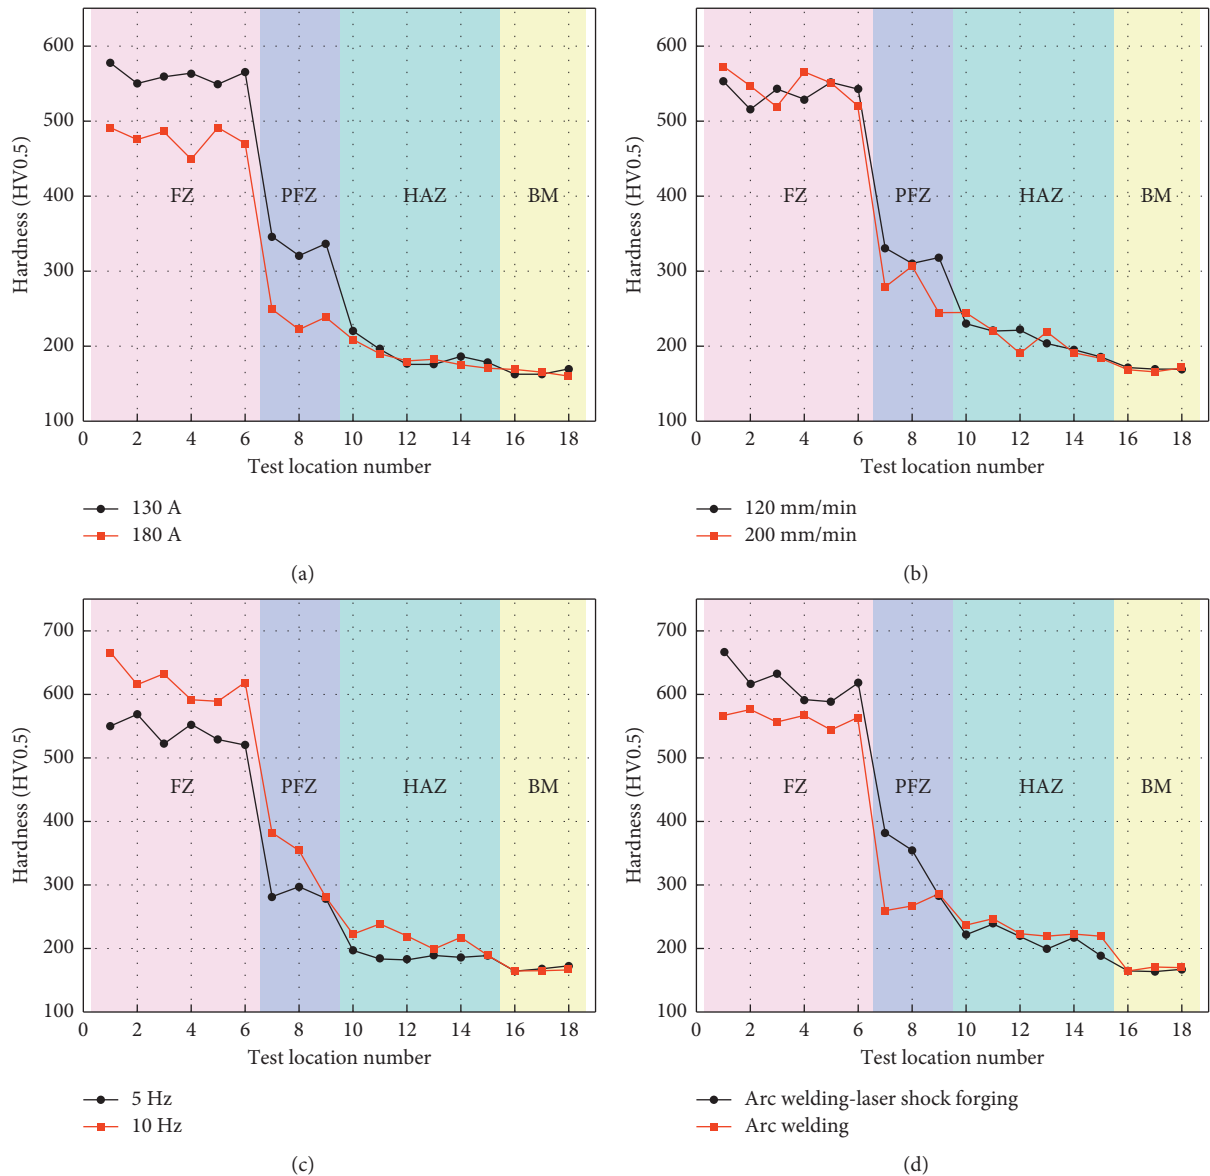 600
500
400
300
200
100
Hardness (HV0.5)
FZ PFZ HAZ BM
0 2 4 6 8 10 12 14 16 18
Test location number
130 A
180 A
(a)
600
500
400
300
200
100
Hardness (HV0.5)
FZ PFZ HAZ BM
0 2 4 6 8 10 12 14 16 18
Test location number
120 mm/min
200 mm/min
(b)
700
600
500
400
300
200
100
Hardness (HV0.5)
FZ PFZ HAZ BM
0 2 4 6 8 10 12 14 16 18
Test location number
5 Hz
10 Hz
(c)
700
600
500
400
300
200
100
Hardness (HV0.5)
FZ PFZ HAZ BM
0 2 4 6 8 10 12 14 16 18
Test location number
Arc welding-laser shock forging
Arc welding
(d)